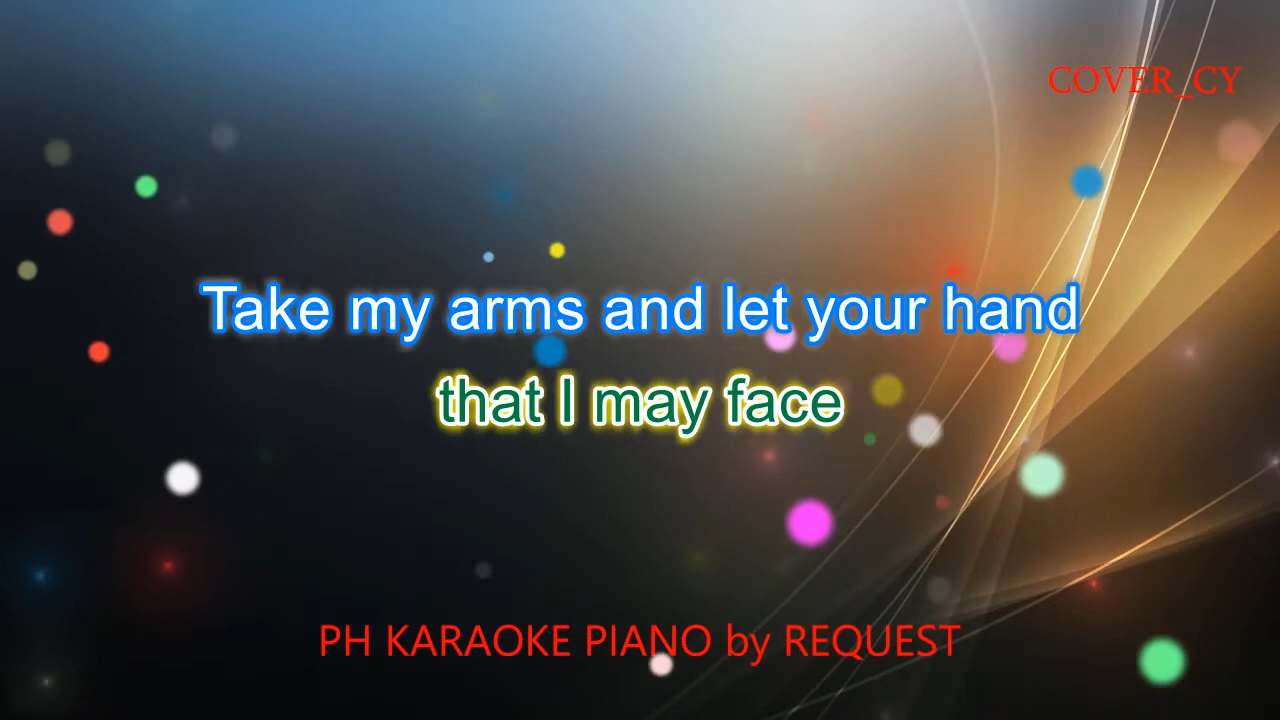 COVER_CY
Take my arms and let your hand
that I may face
PH KARAOKE PIANO by REQUEST